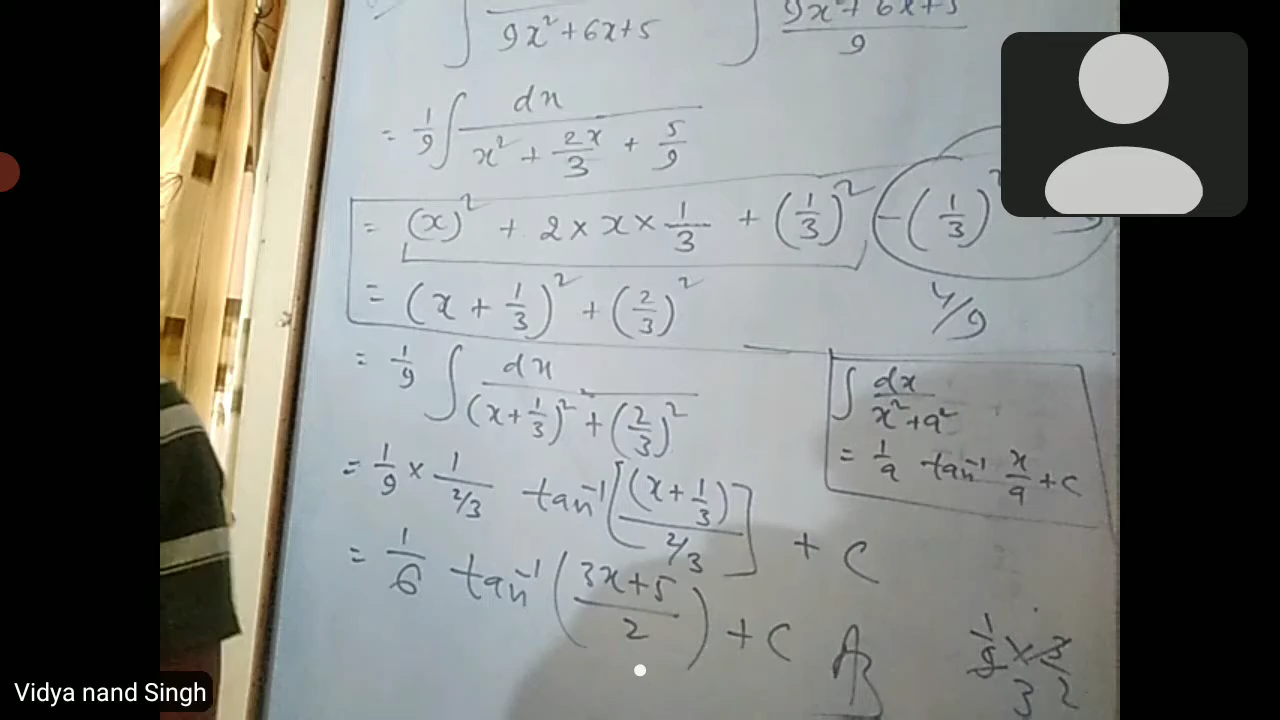 ∫ 9x² + 6x + 5 ∫ 9x² + 6x + 5 / 9
= 1/9 ∫ dx / x² + 2x/3 + 5/9
= (x)² + 2 × x × 1/3 + (1/3)² - (1/3)²
= (x + 1/3)² + (2/3)²
4/9
= 1/9 ∫ dx / (x + 1/3)² + (2/3)²
∫ dx / x² + a²
= 1/a tan⁻¹ x/a + c
= 1/9 × 1 / 2/3 tan⁻¹ [(x + 1/3) / 2/3] + C
= 1/6 tan⁻¹ (3x + 5 / 2) + C
1/9 × 3/2
3
Vidya nand Singh